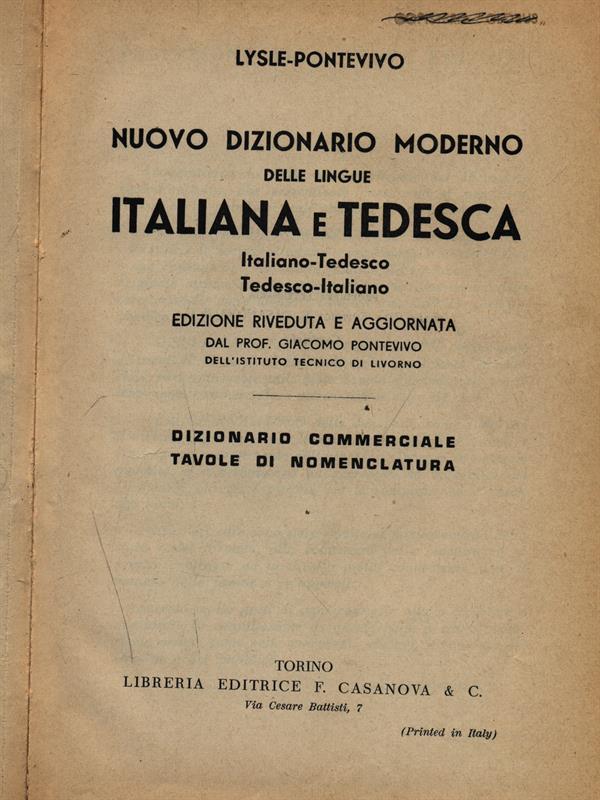 LYSLE-PONTEVIVO
NUOVO DIZIONARIO MODERNO
DELLE LINGUE
ITALIANA E TEDESCA
Italiano-Tedesco
Tedesco-Italiano
EDIZIONE RIVEDUTA E AGGIORNATA
DAL PROF. GIACOMO PONTEVIVO
DELL'ISTITUTO TECNICO DI LIVORNO
DIZIONARIO COMMERCIALE
TAVOLE DI NOMENCLATURA
TORINO
LIBRERIA EDITRICE F. CASANOVA & C.
Via Cesare Battisti, 7
(Printed in Italy)